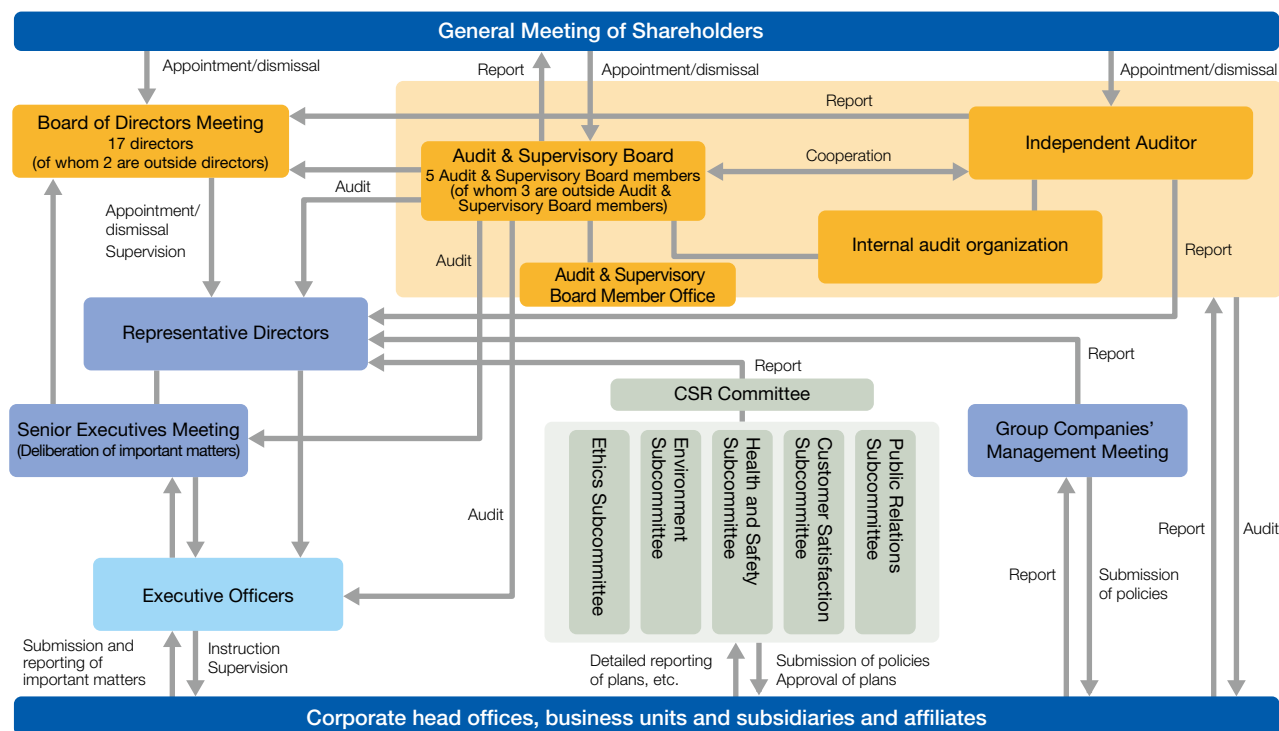 General Meeting of Shareholders
Appointment/dismissal
Report
Appointment/dismissal
Appointment/dismissal
Board of Directors Meeting
17 directors
(of whom 2 are outside directors)
Report
Independent Auditor
Audit & Supervisory Board
5 Audit & Supervisory Board members
(of whom 3 are outside Audit &
Supervisory Board members)
Cooperation
Audit
Appointment/
dismissal
Supervision
Audit
Internal audit organization
Report
Audit & Supervisory
Board Member Office
Representative Directors
Report
Report
CSR Committee
Senior Executives Meeting
(Deliberation of important matters)
Ethics Subcommittee
Environment
Subcommittee
Health and Safety
Subcommittee
Customer Satisfaction
Subcommittee
Public Relations
Subcommittee
Group Companies'
Management Meeting
Audit
Report
Audit
Executive Officers
Report
Submission
of policies
Submission and
reporting of
important matters
Instruction
Supervision
Detailed reporting
of plans, etc.
Submission of policies
Approval of plans
Corporate head offices, business units and subsidiaries and affiliates